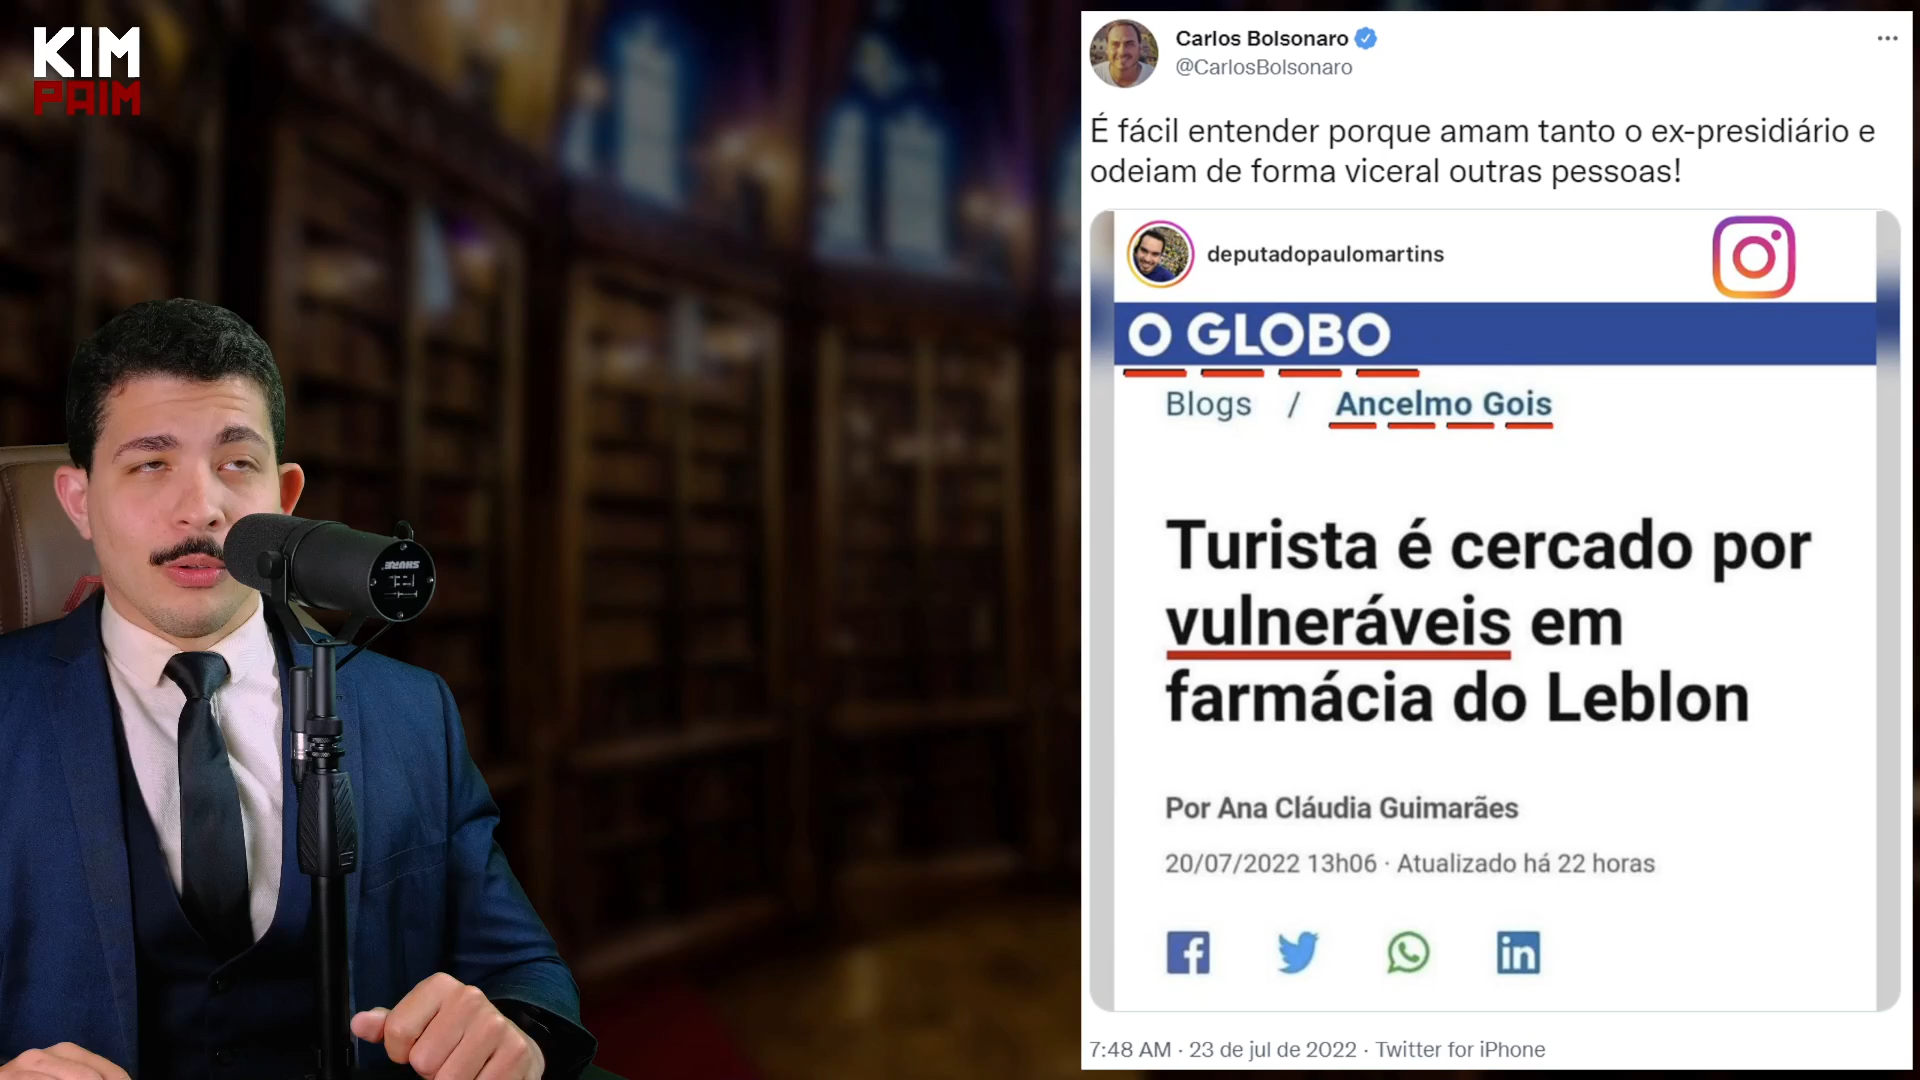 KIM
PAIM
Carlos Bolsonaro
@CarlosBolsonaro
É fácil entender porque amam tanto o ex-presidiário e
odeiam de forma viceral outras pessoas!
deputadopaulomartins
O GLOBO
Blogs / Ancelmo Gois
Turista é cercado por
vulneráveis em
farmácia do Leblon
Por Ana Cláudia Guimarães
20/07/2022 13h06 · Atualizado há 22 horas
7:48 AM · 23 de jul de 2022 · Twitter for iPhone
SHURE